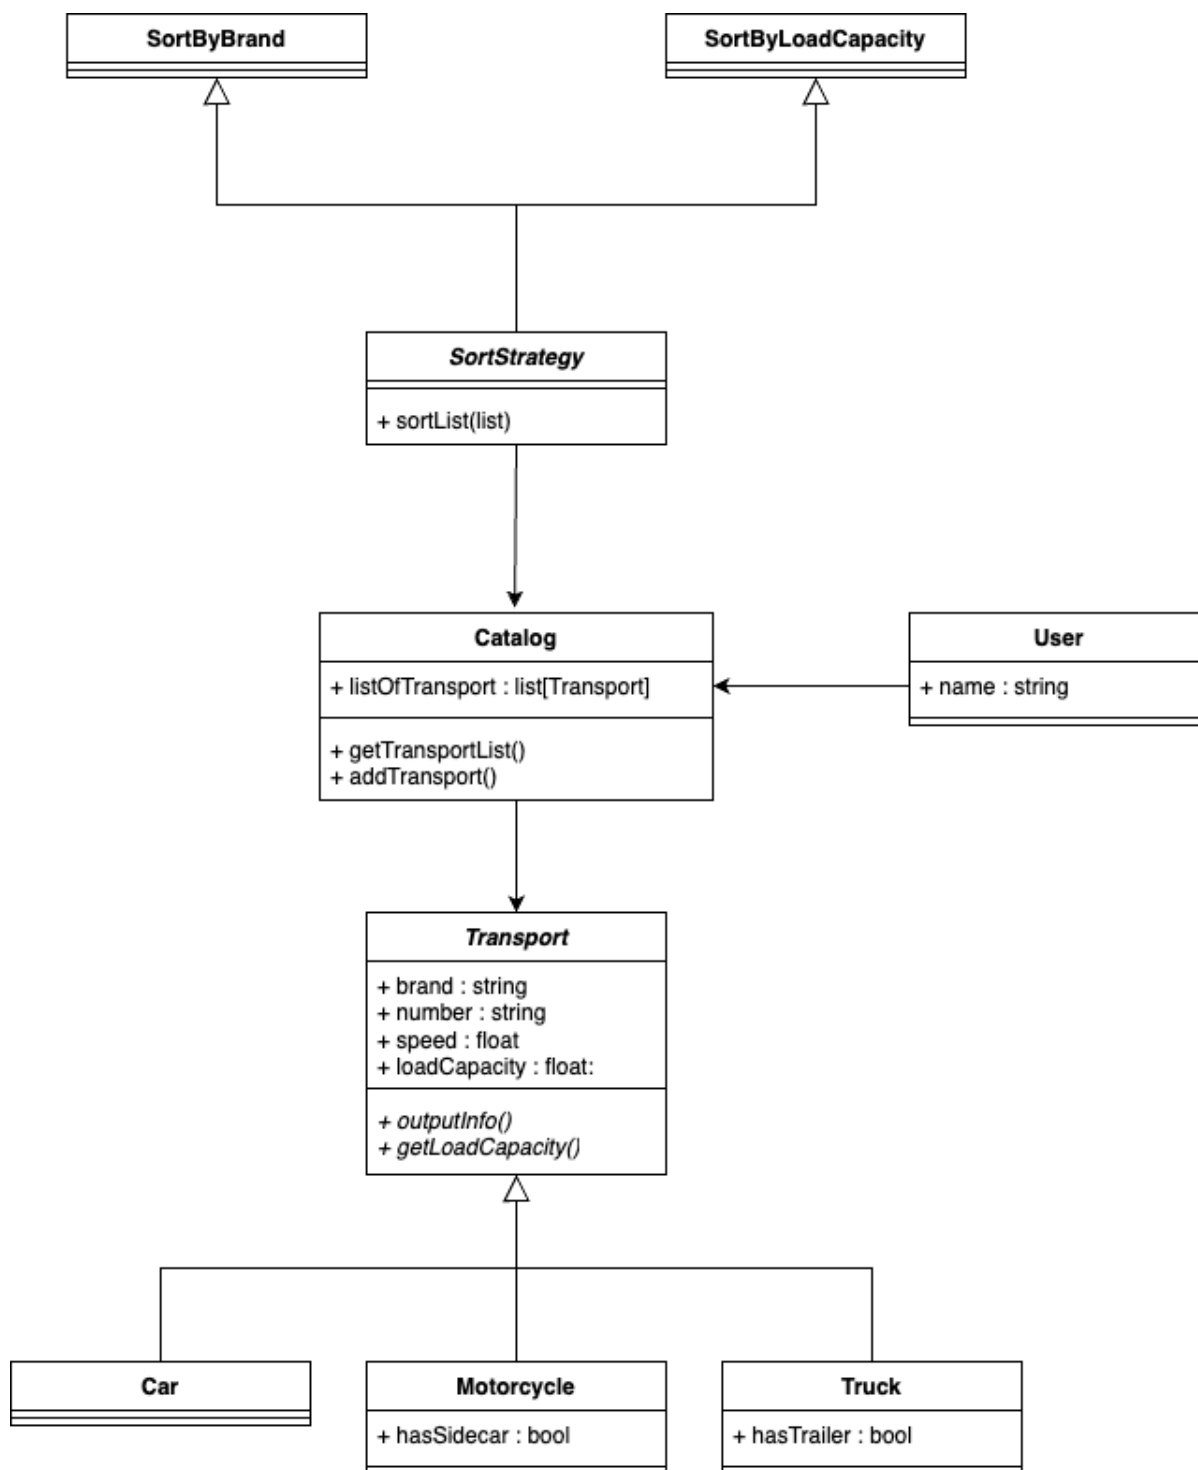 SortByBrand
SortByLoadCapacity
SortStrategy
+ sortList(list)
Catalog
+ listOfTransport : list[Transport]
+ getTransportList()
+ addTransport()
User
+ name : string
Transport
+ brand : string
+ number : string
+ speed : float
+ loadCapacity : float:
+ outputInfo()
+ getLoadCapacity()
Car
Motorcycle
+ hasSidecar : bool
Truck
+ hasTrailer : bool